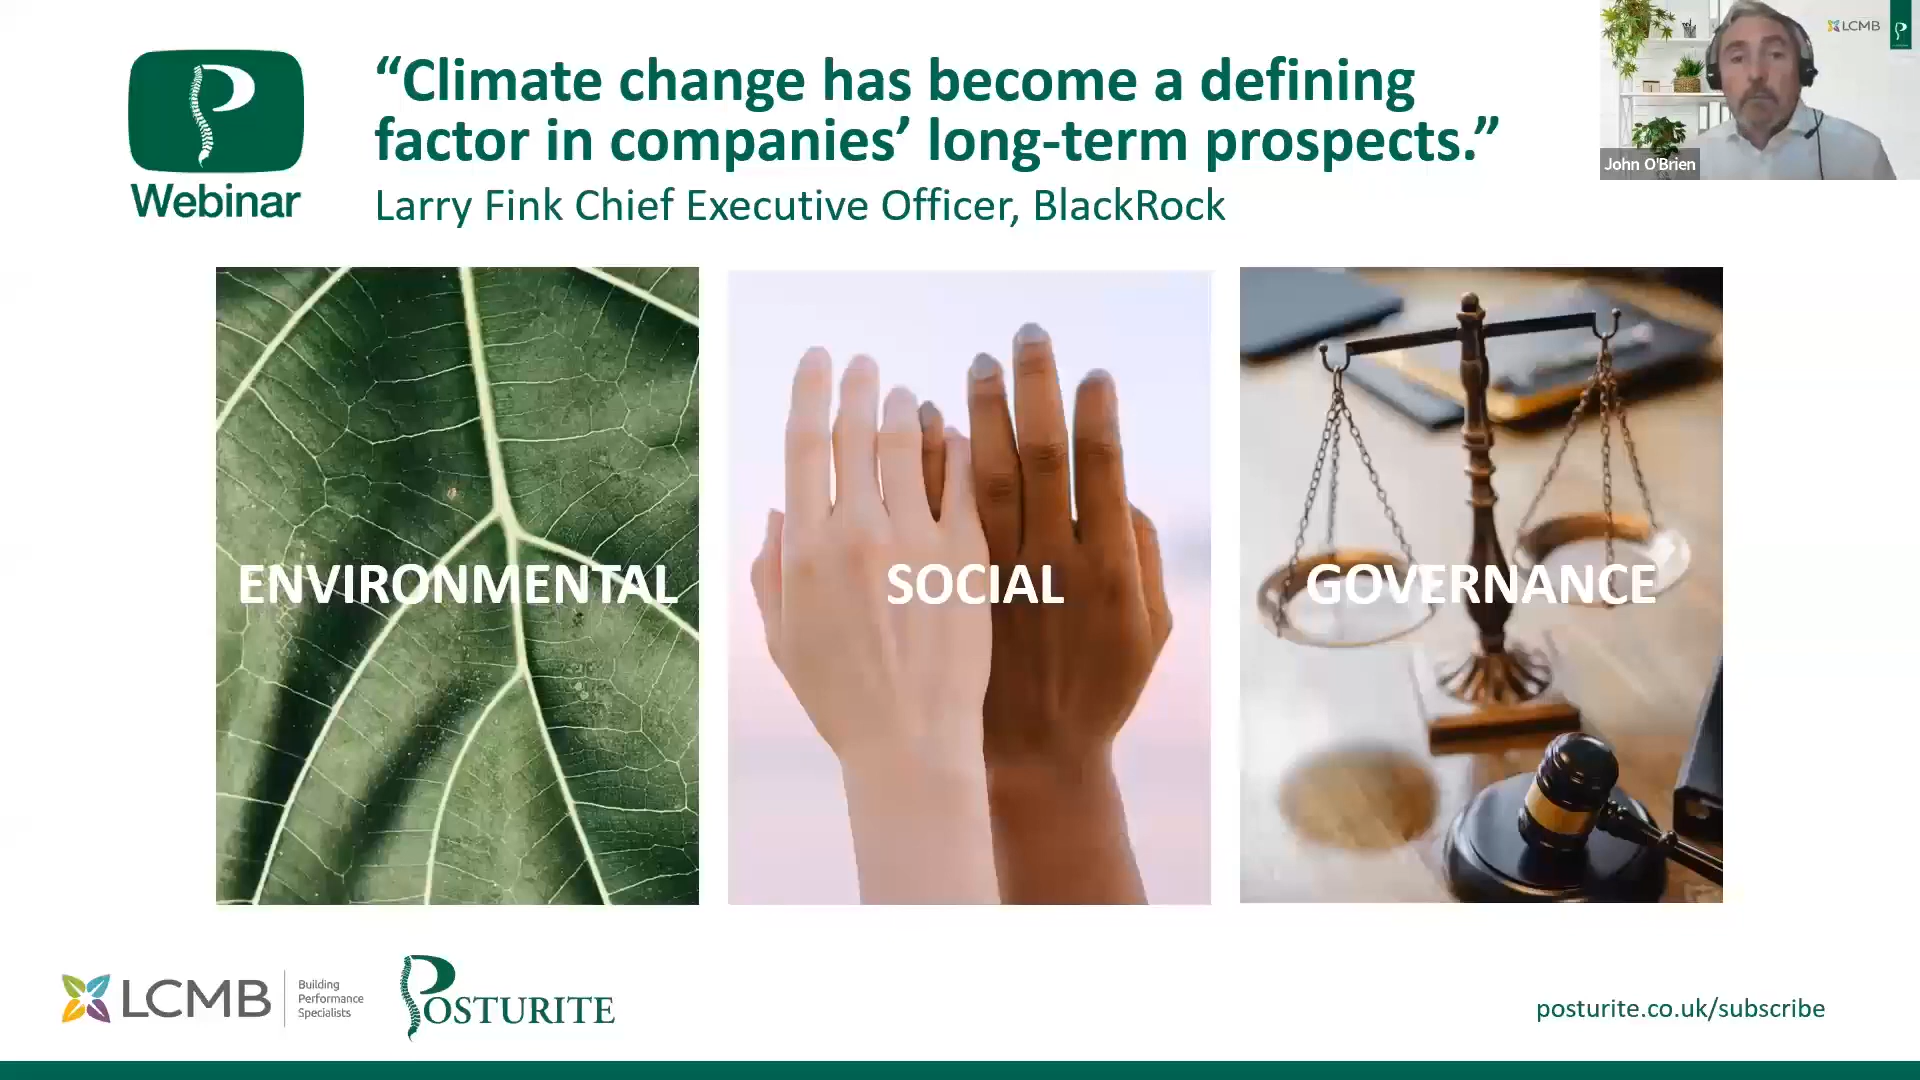 “Climate change has become a defining
factor in companies’ long-term prospects.”
Larry Fink Chief Executive Officer, BlackRock
Webinar
LCMB
John O'Brien
ENVIRONMENTAL
SOCIAL
GOVERNANCE
LCMB
Building
Performance
Specialists
POSTURITE
posturite.co.uk/subscribe